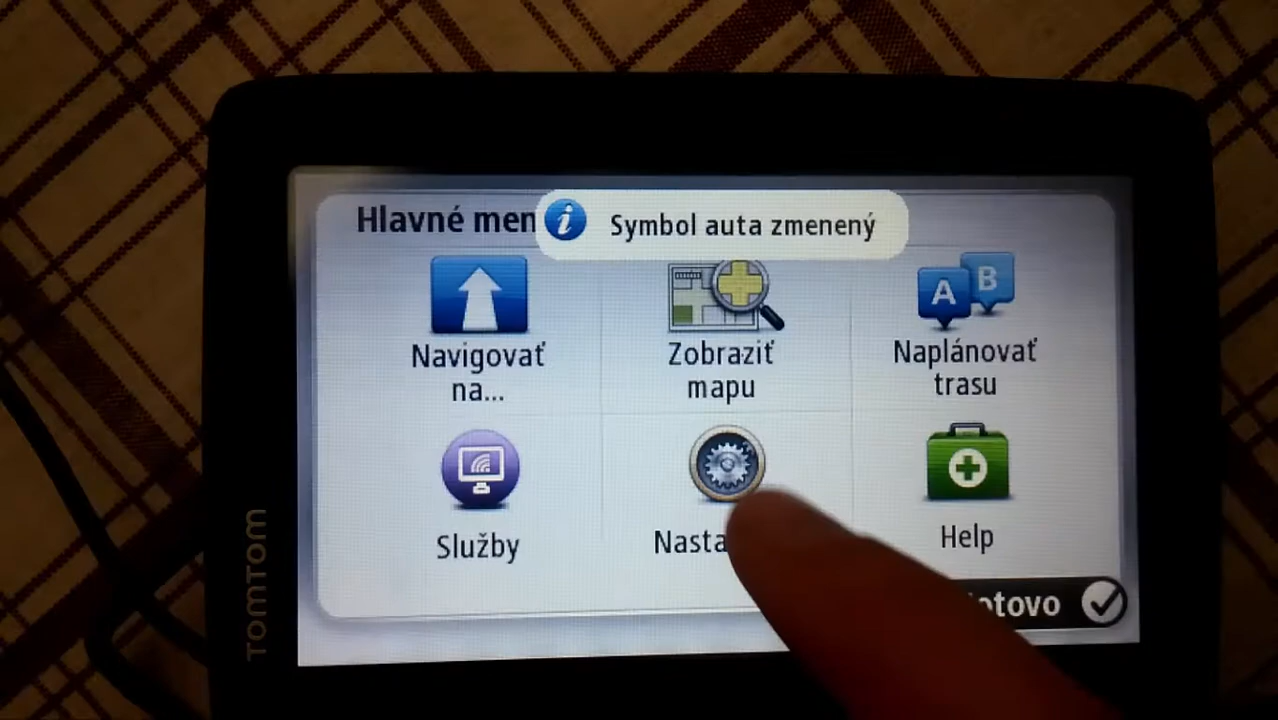 Hlavné men
Symbol auta zmenený
Navigovať
na...
Zobraziť
mapu
A B
Naplánovať
trasu
Služby
Nasta
Help
otovo
TOMTOM